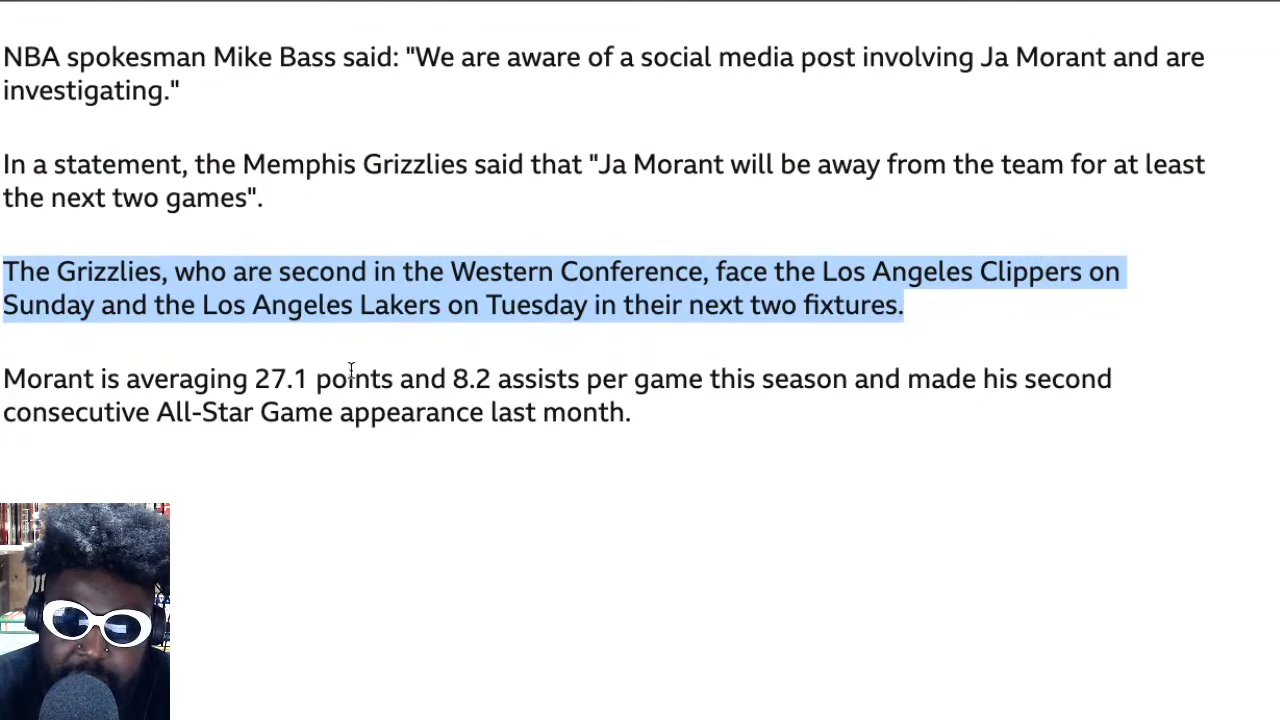 NBA spokesman Mike Bass said: "We are aware of a social media post involving Ja Morant and are
investigating."
In a statement, the Memphis Grizzlies said that "Ja Morant will be away from the team for at least
the next two games".
The Grizzlies, who are second in the Western Conference, face the Los Angeles Clippers on
Sunday and the Los Angeles Lakers on Tuesday in their next two fixtures.
Morant is averaging 27.1 points and 8.2 assists per game this season and made his second
consecutive All-Star Game appearance last month.